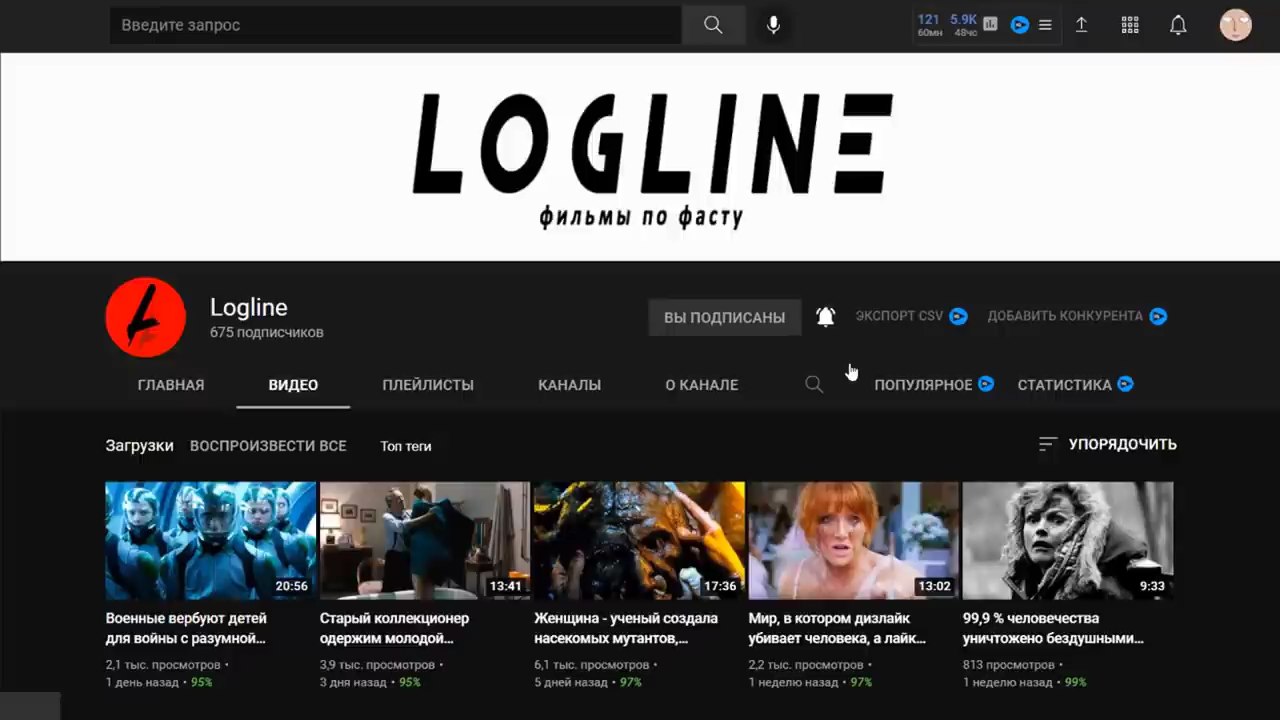 Введите запрос
121 5.9K
60мн 48чс
LOGLINE
фильмы по фасту
Logline
675 подписчиков
ВЫ ПОДПИСАНЫ
ЭКСПОРТ CSV
ДОБАВИТЬ КОНКУРЕНТА
ГЛАВНАЯ ВИДЕО ПЛЕЙЛИСТЫ КАНАЛЫ О КАНАЛЕ ПОПУЛЯРНОЕ СТАТИСТИКА
Загрузки ВОСПРОИЗВЕСТИ ВСЕ Топ теги УПОРЯДОЧИТЬ
20:56
Военные вербуют детей
для войны с разумной...
2,1 тыс. просмотров •
1 день назад • 95%
13:41
Старый коллекционер
одержим молодой...
3,9 тыс. просмотров •
3 дня назад • 95%
17:36
Женщина - ученый создала
насекомых мутантов,...
6,1 тыс. просмотров •
5 дней назад • 97%
13:02
Мир, в котором дизлайк
убивает человека, а лайк...
2,2 тыс. просмотров •
1 неделю назад • 97%
9:33
99,9 % человечества
уничтожено бездушными...
813 просмотров •
1 неделю назад • 99%